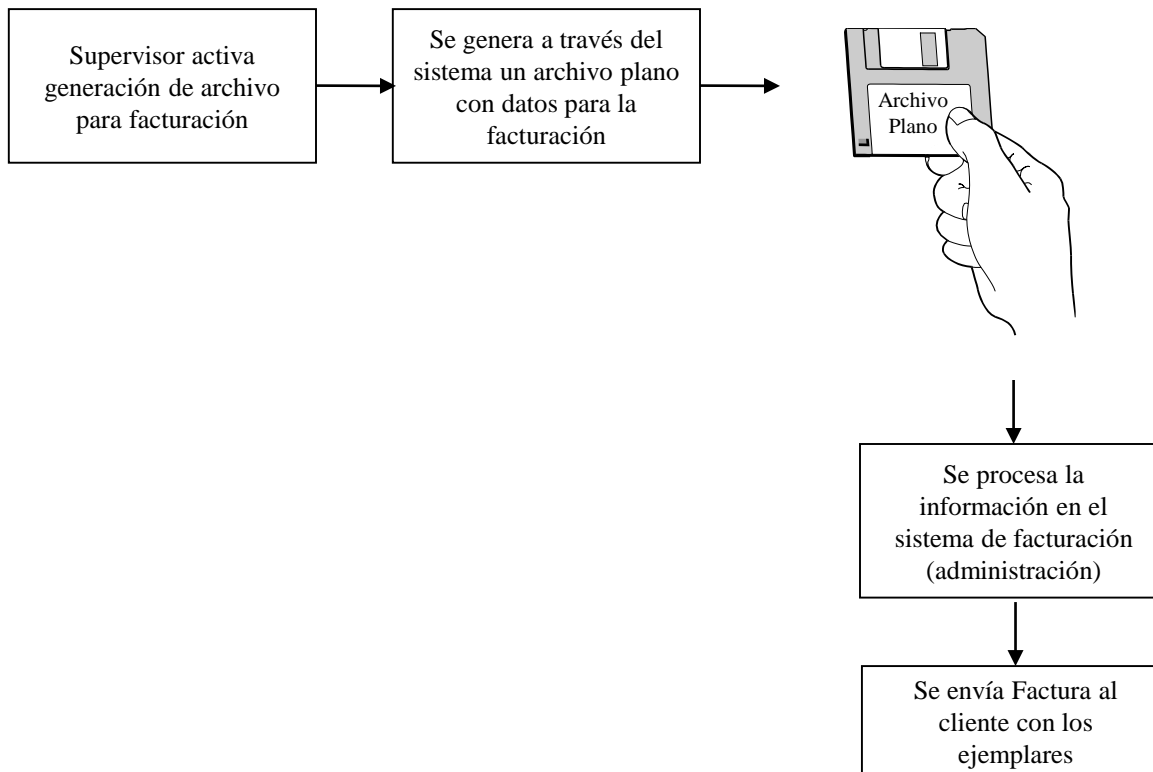 Supervisor activa
generación de archivo
para facturación
Se genera a través del
sistema un archivo plano
con datos para la
facturación
Archivo
Plano
Se procesa la
información en el
sistema de facturación
(administración)
Se envía Factura al
cliente con los
ejemplares